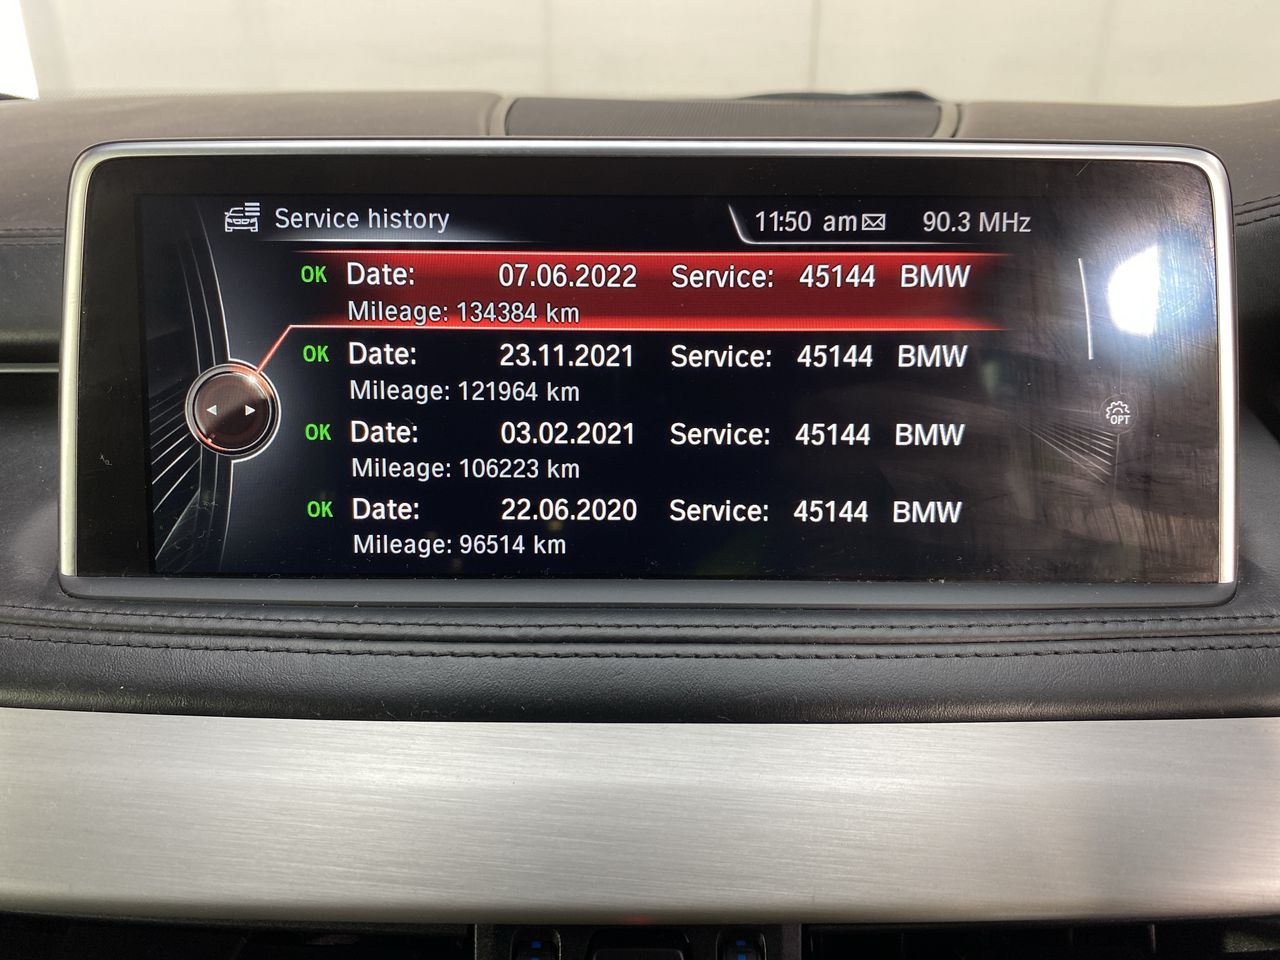 Service history 11:50 am 90.3 MHz
OK Date: 07.06.2022 Service: 45144 BMW
Mileage: 134384 km
OK Date: 23.11.2021 Service: 45144 BMW
Mileage: 121964 km
OK Date: 03.02.2021 Service: 45144 BMW
Mileage: 106223 km
OPT
OK Date: 22.06.2020 Service: 45144 BMW
Mileage: 96514 km